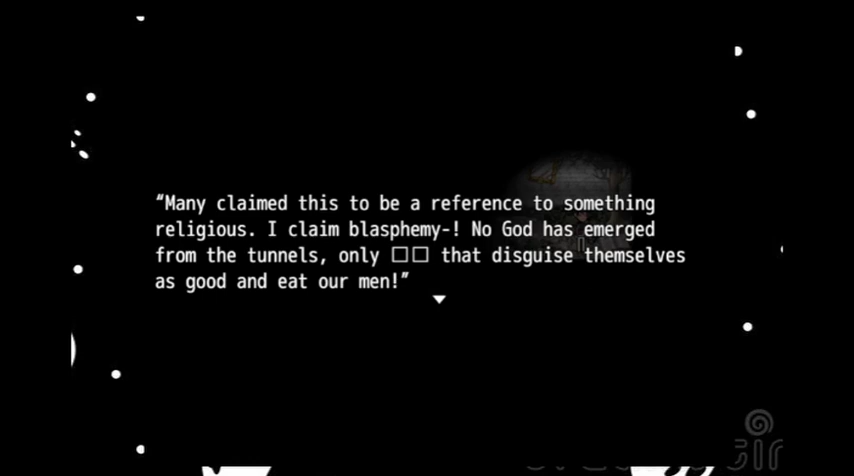 “Many claimed this to be a reference to something
religious. I claim blasphemy-! No God has emerged
from the tunnels, only □□ that disguise themselves
as good and eat our men!”